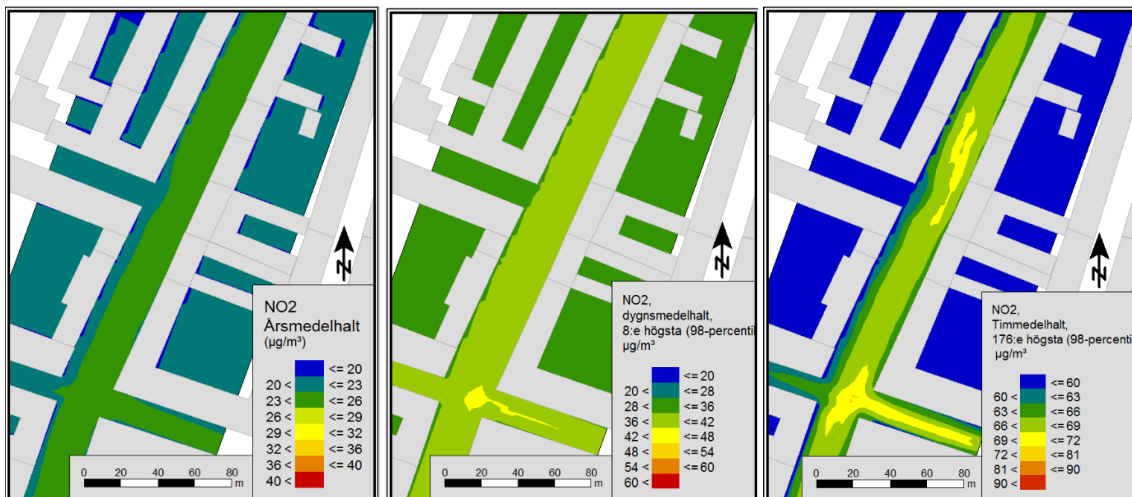 N
NO2
Årsmedelhalt
(µg/m³)
<= 20
20 < <= 23
23 < <= 26
26 < <= 29
29 < <= 32
32 < <= 36
36 < <= 40
40 <
0 20 40 60 80
m
N
NO2,
dygnsmedelhalt,
8:e högsta (98-percenti
µg/m³
<= 20
20 < <= 28
28 < <= 36
36 < <= 42
42 < <= 48
48 < <= 54
54 < <= 60
60 <
0 20 40 60 80
m
N
NO2,
Timmedelhalt,
176:e högsta (98-percenti
µg/m³
<= 60
60 < <= 63
63 < <= 66
66 < <= 69
69 < <= 72
72 < <= 81
81 < <= 90
90 <
0 20 40 60 80
m